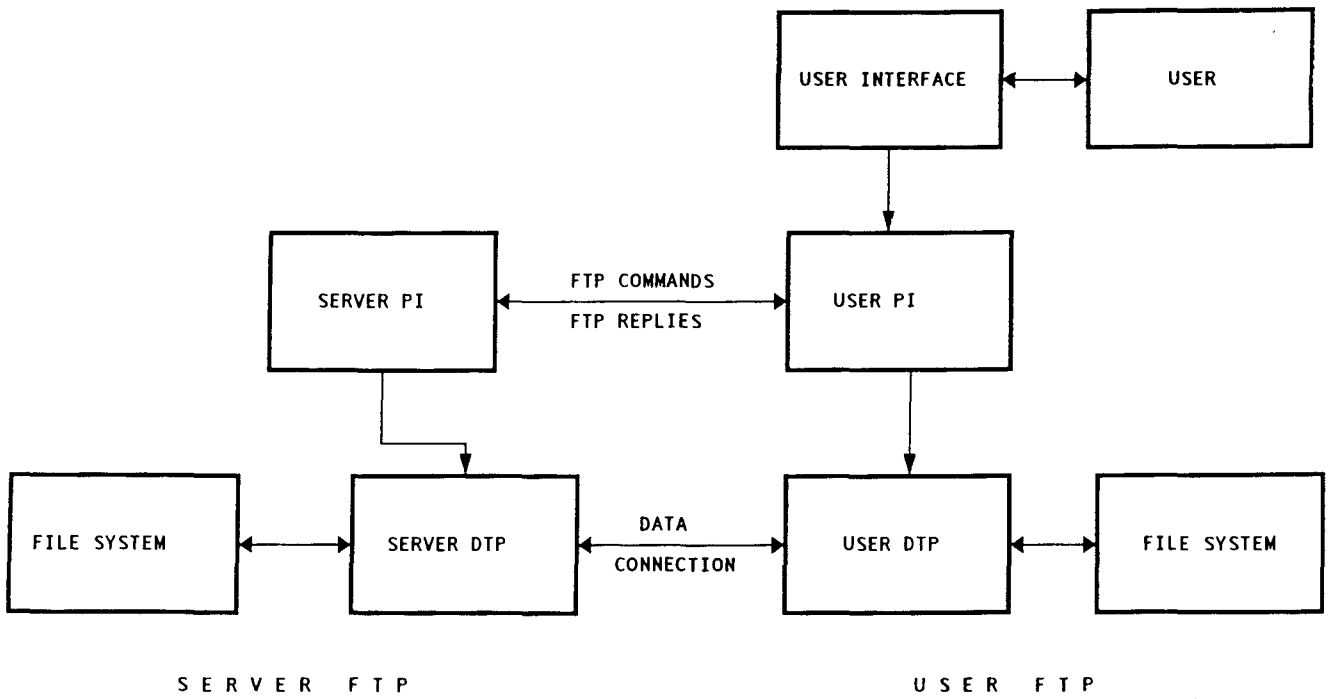 USER INTERFACE
USER
SERVER PI
FTP COMMANDS
FTP REPLIES
USER PI
FILE SYSTEM
SERVER DTP
DATA
CONNECTION
USER DTP
FILE SYSTEM
SERVER FTP
USER FTP